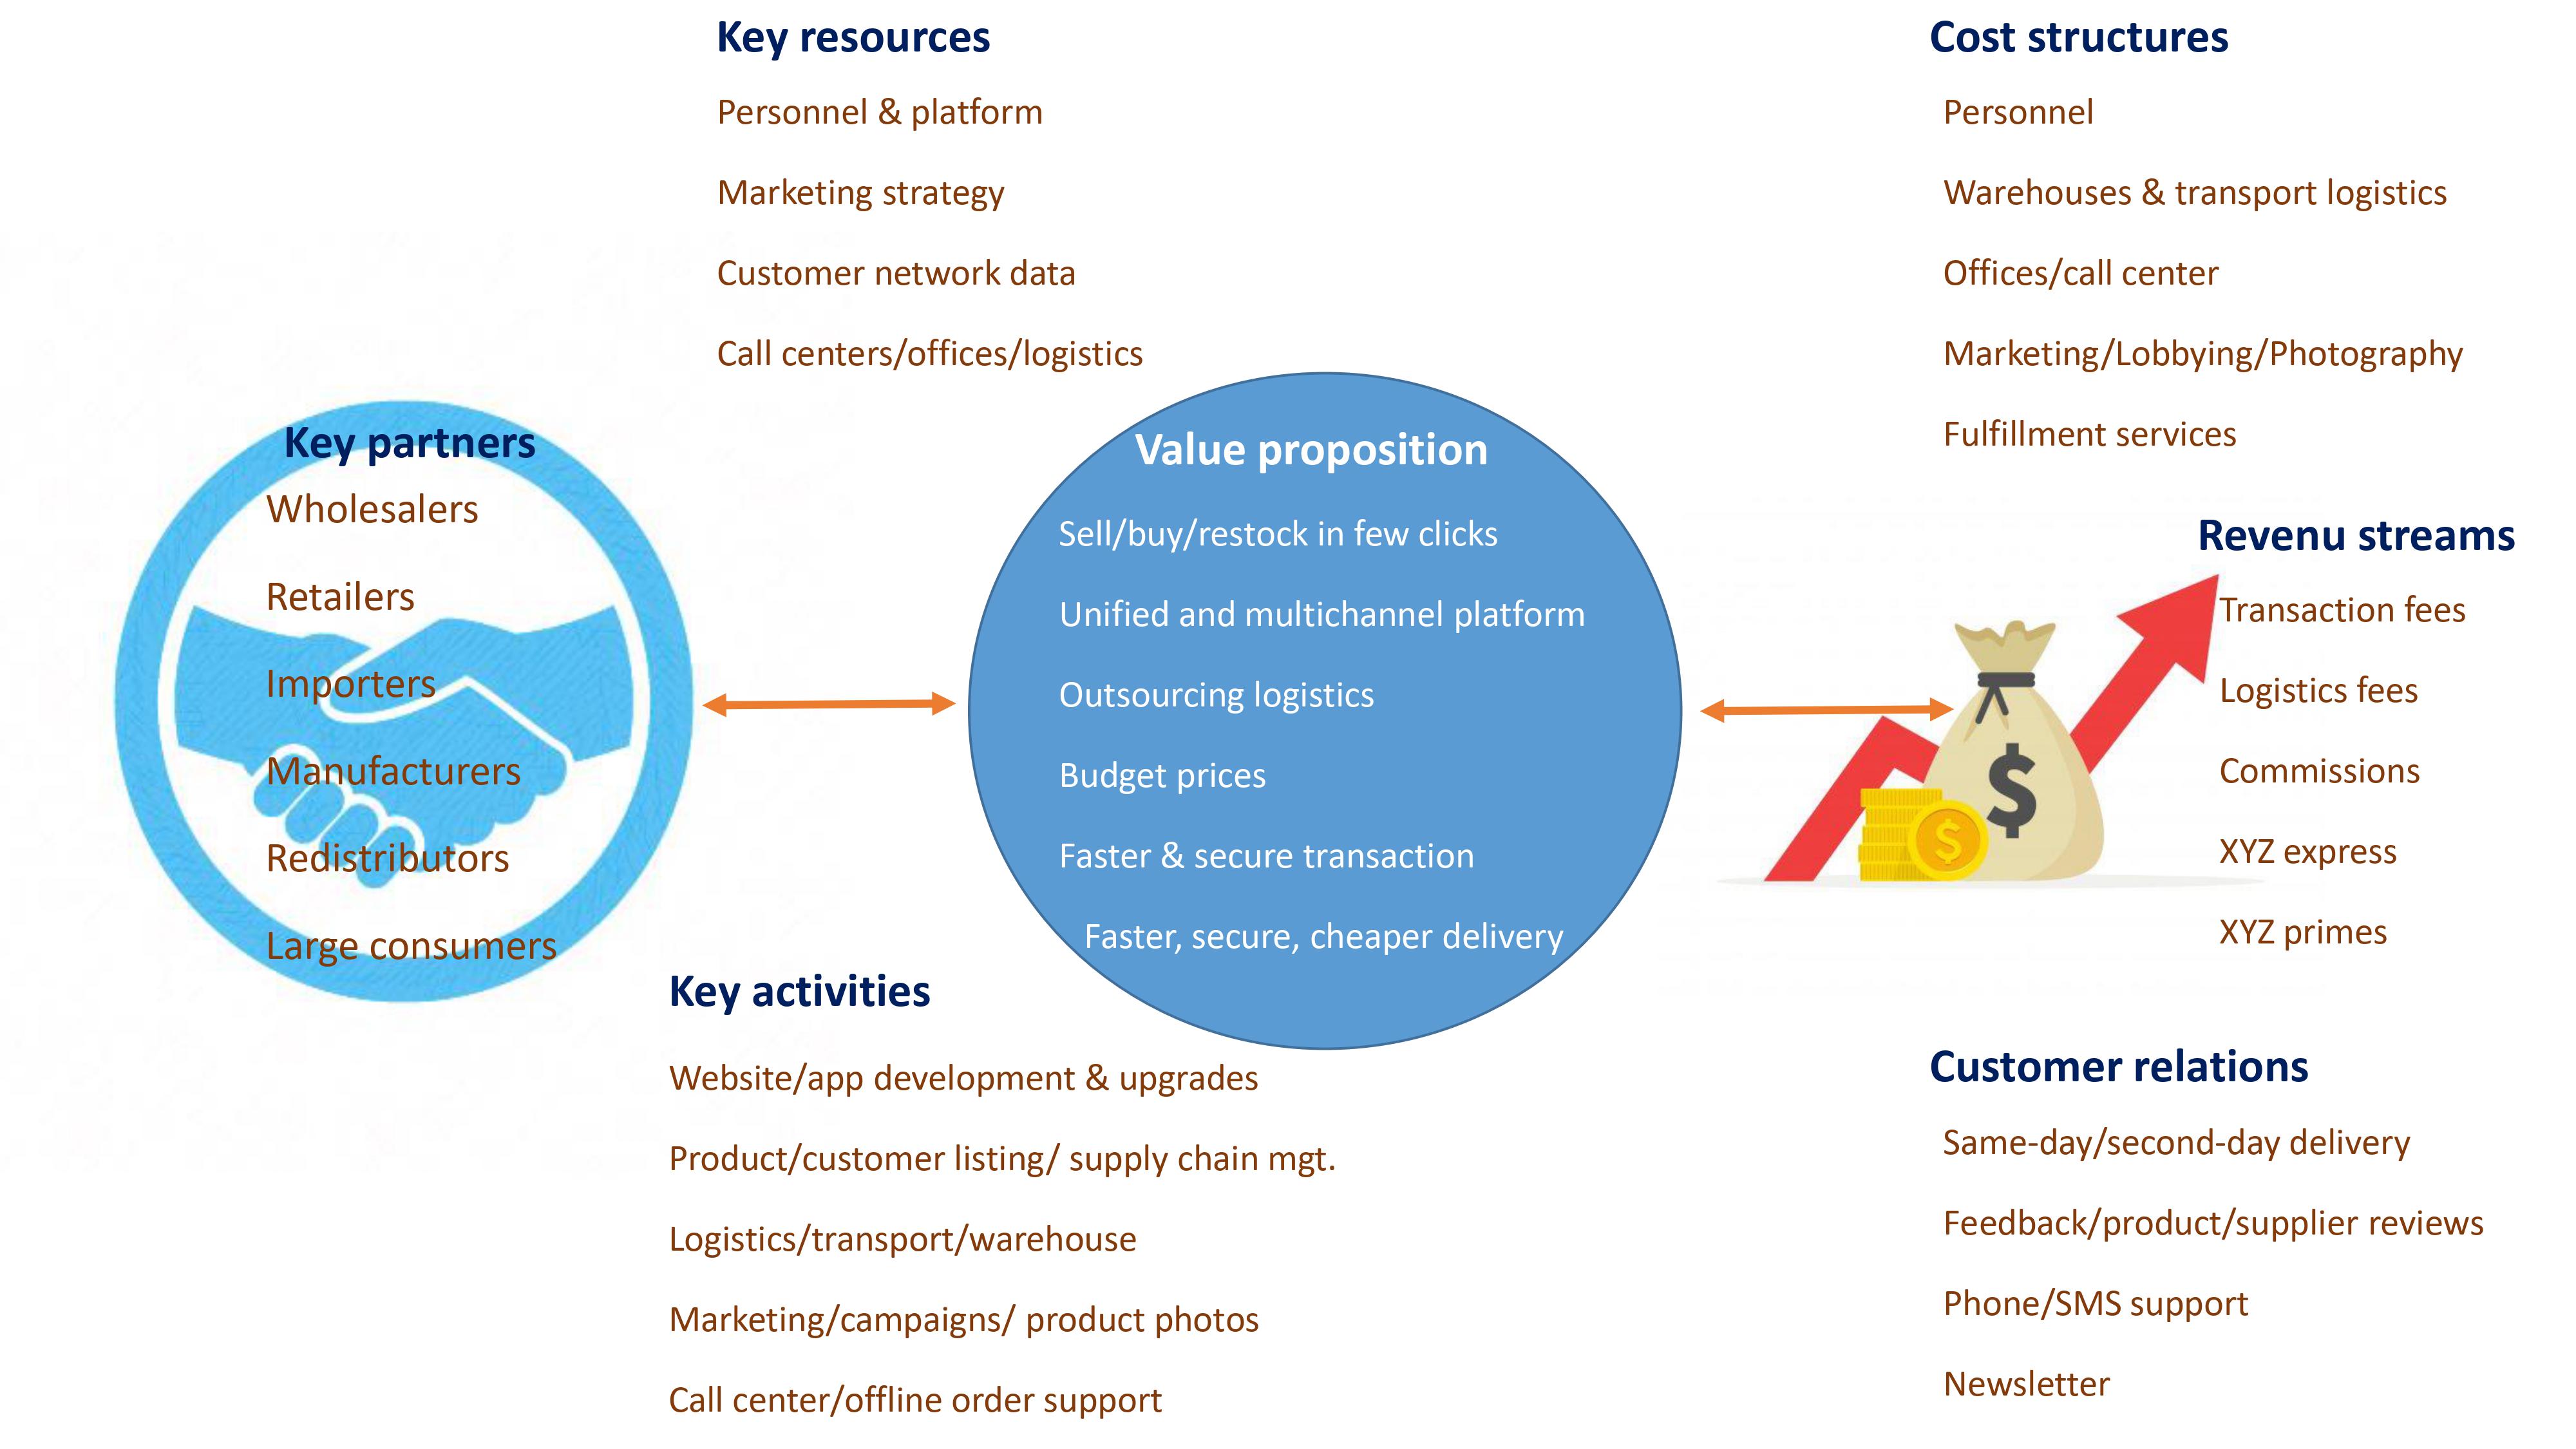 Key resources
Personnel & platform
Marketing strategy
Customer network data
Call centers/offices/logistics
Cost structures
Personnel
Warehouses & transport logistics
Offices/call center
Marketing/Lobbying/Photography
Fulfillment services
Key partners
Wholesalers
Retailers
Importers
Manufacturers
Redistributors
Large consumers
Value proposition
Sell/buy/restock in few clicks
Unified and multichannel platform
Outsourcing logistics
Budget prices
Faster & secure transaction
Faster, secure, cheaper delivery
$
$
Revenu streams
Transaction fees
Logistics fees
Commissions
XYZ express
XYZ primes
Key activities
Website/app development & upgrades
Product/customer listing/ supply chain mgt.
Logistics/transport/warehouse
Marketing/campaigns/ product photos
Call center/offline order support
Customer relations
Same-day/second-day delivery
Feedback/product/supplier reviews
Phone/SMS support
Newsletter